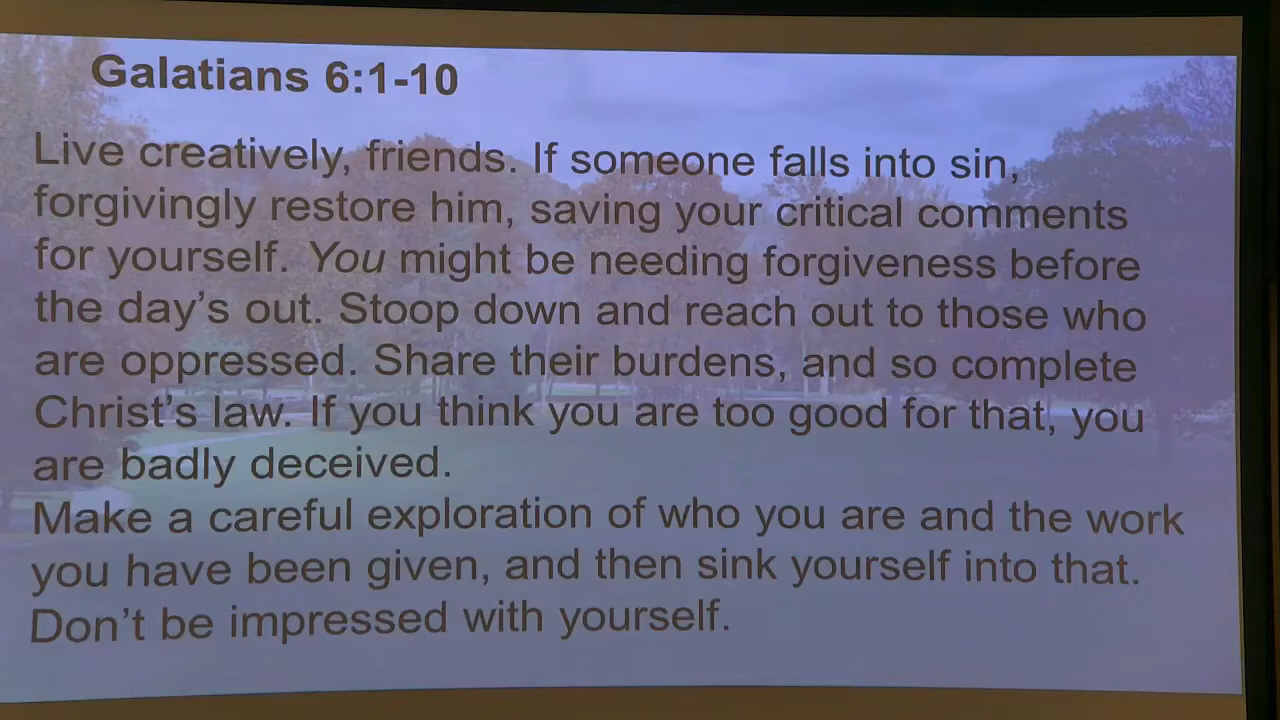 Galatians 6:1-10
Live creatively, friends. If someone falls into sin,
forgivingly restore him, saving your critical comments
for yourself. You might be needing forgiveness before
the day’s out. Stoop down and reach out to those who
are oppressed. Share their burdens, and so complete
Christ’s law. If you think you are too good for that, you
are badly deceived.
Make a careful exploration of who you are and the work
you have been given, and then sink yourself into that.
Don’t be impressed with yourself.